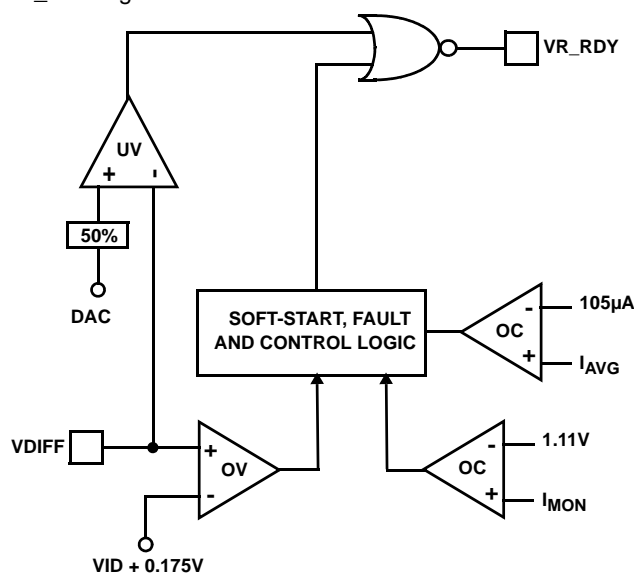 VR_RDY
UV
+ -
50%
DAC
SOFT-START, FAULT
AND CONTROL LOGIC
- 105µA
OC
+ IAVG
VDIFF
+
OV
-
- 1.11V
OC
+ IMON
VID + 0.175V